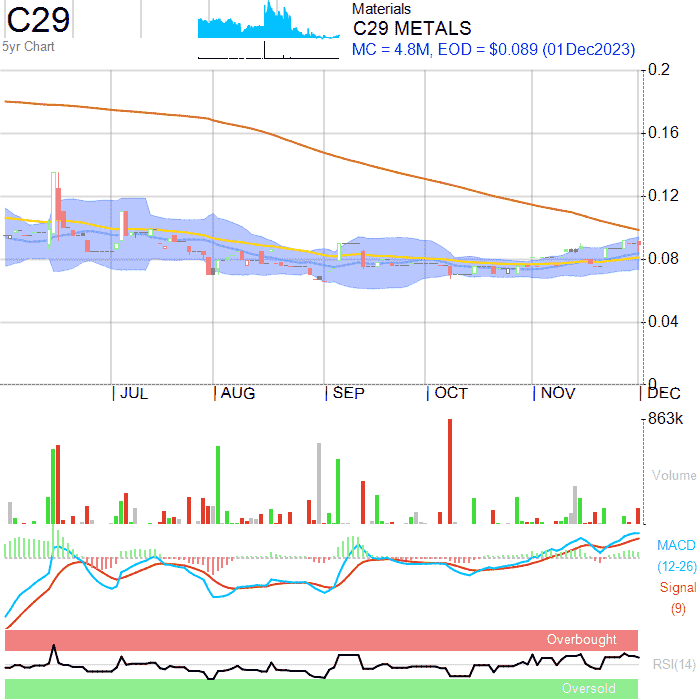 C29
5yr Chart
Materials
C29 METALS
MC = 4.8M, EOD = $0.089 (01Dec2023)
0.2
0.16
0.12
0.08
0.04
0
JUL AUG SEP OCT NOV DEC
863k
Volume
MACD
(12-26)
Signal
(9)
Overbought
RSI(14)
Oversold